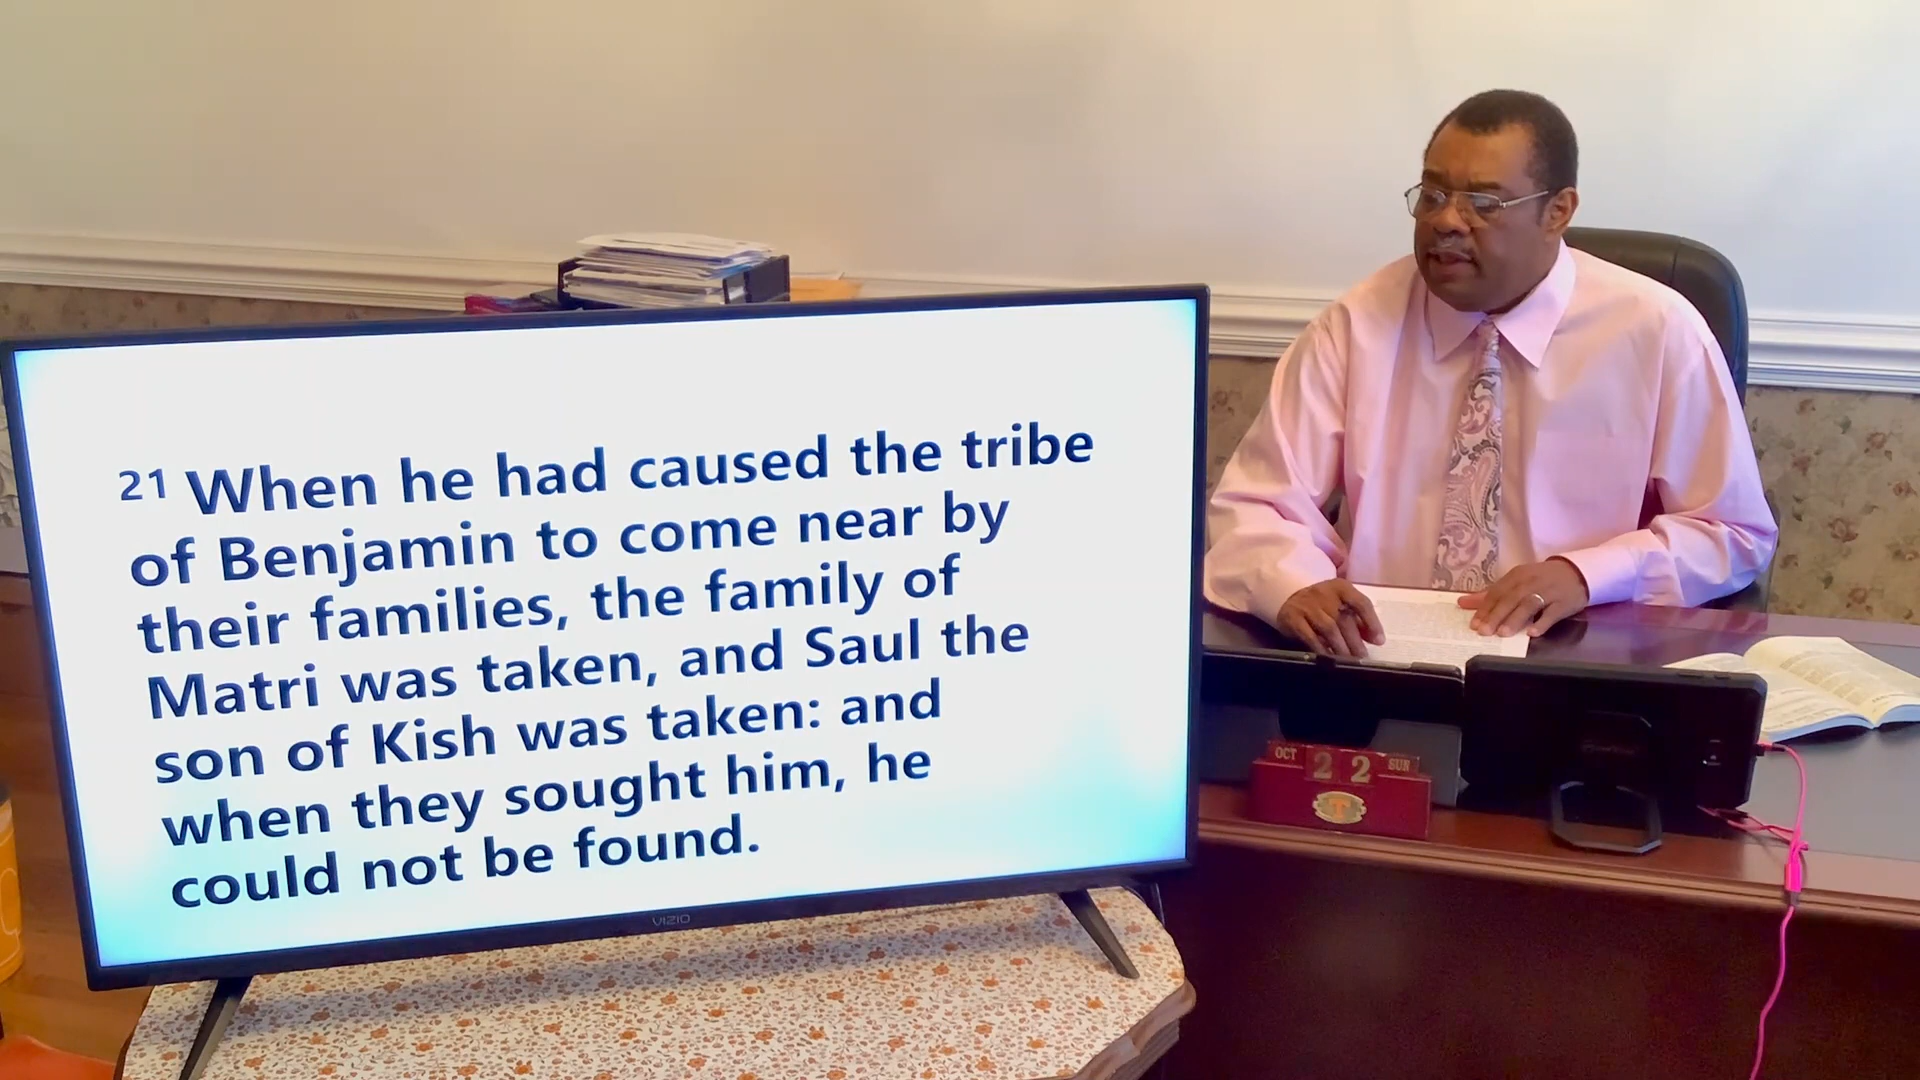 21 When he had caused the tribe
of Benjamin to come near by
their families, the family of
Matri was taken, and Saul the
son of Kish was taken: and
when they sought him, he
could not be found.
VIZIO
OCT 22 SUN
T